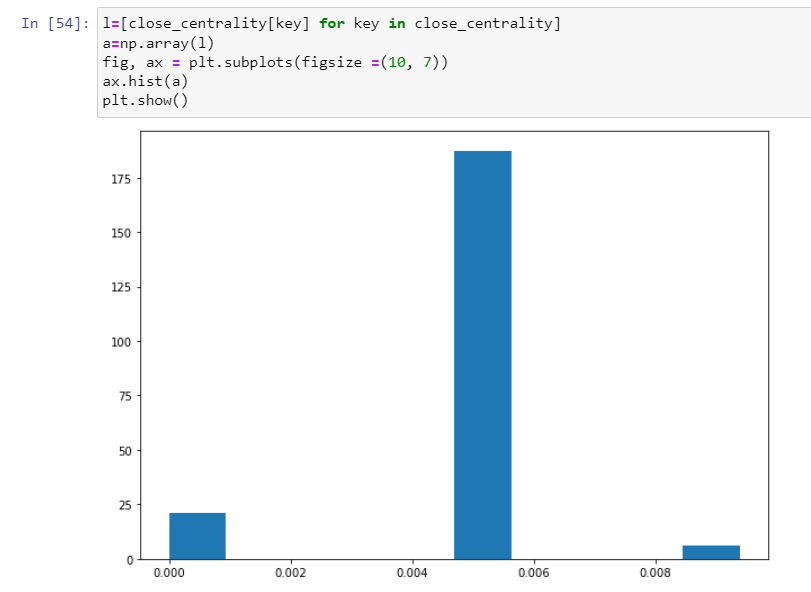 In [54]: l=[close_centrality[key] for key in close_centrality]
a=np.array(l)
fig, ax = plt.subplots(figsize =(10, 7))
ax.hist(a)
plt.show()
175
150
125
100
75
50
25
0
0.000 0.002 0.004 0.006 0.008